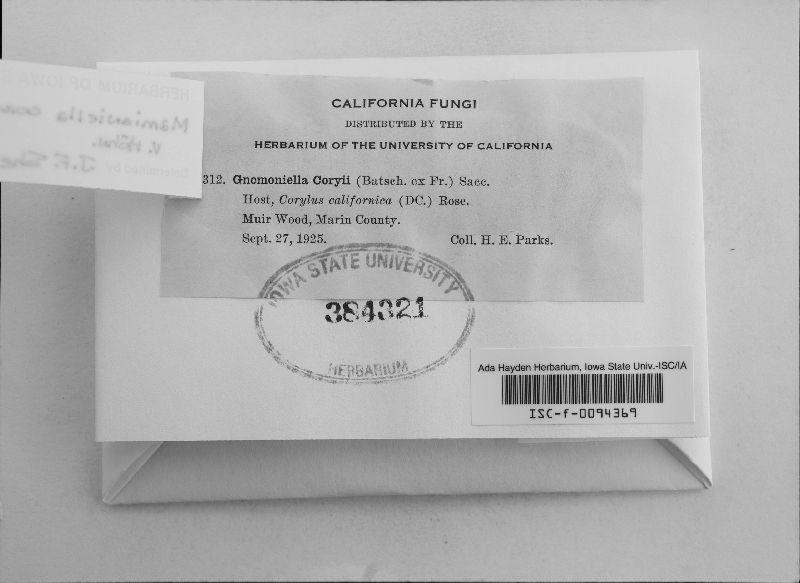 CALIFORNIA FUNGI
DISTRIBUTED BY THE
HERBARIUM OF THE UNIVERSITY OF CALIFORNIA
312. Gnomoniella Coryli (Batsch. ex Fr.) Sacc.
Host, Corylus californica (DC.) Rose.
Muir Wood, Marin County.
Sept. 27, 1925. Coll. H. E. Parks.
IOWA STATE UNIVERSITY
384321
HERBARIUM
Ada Hayden Herbarium, Iowa State Univ.-ISC/IA
ISC-f-0094369
HERBARIUM OF IOWA
Mamianiella
v. Höhn.
Determined by J. F.